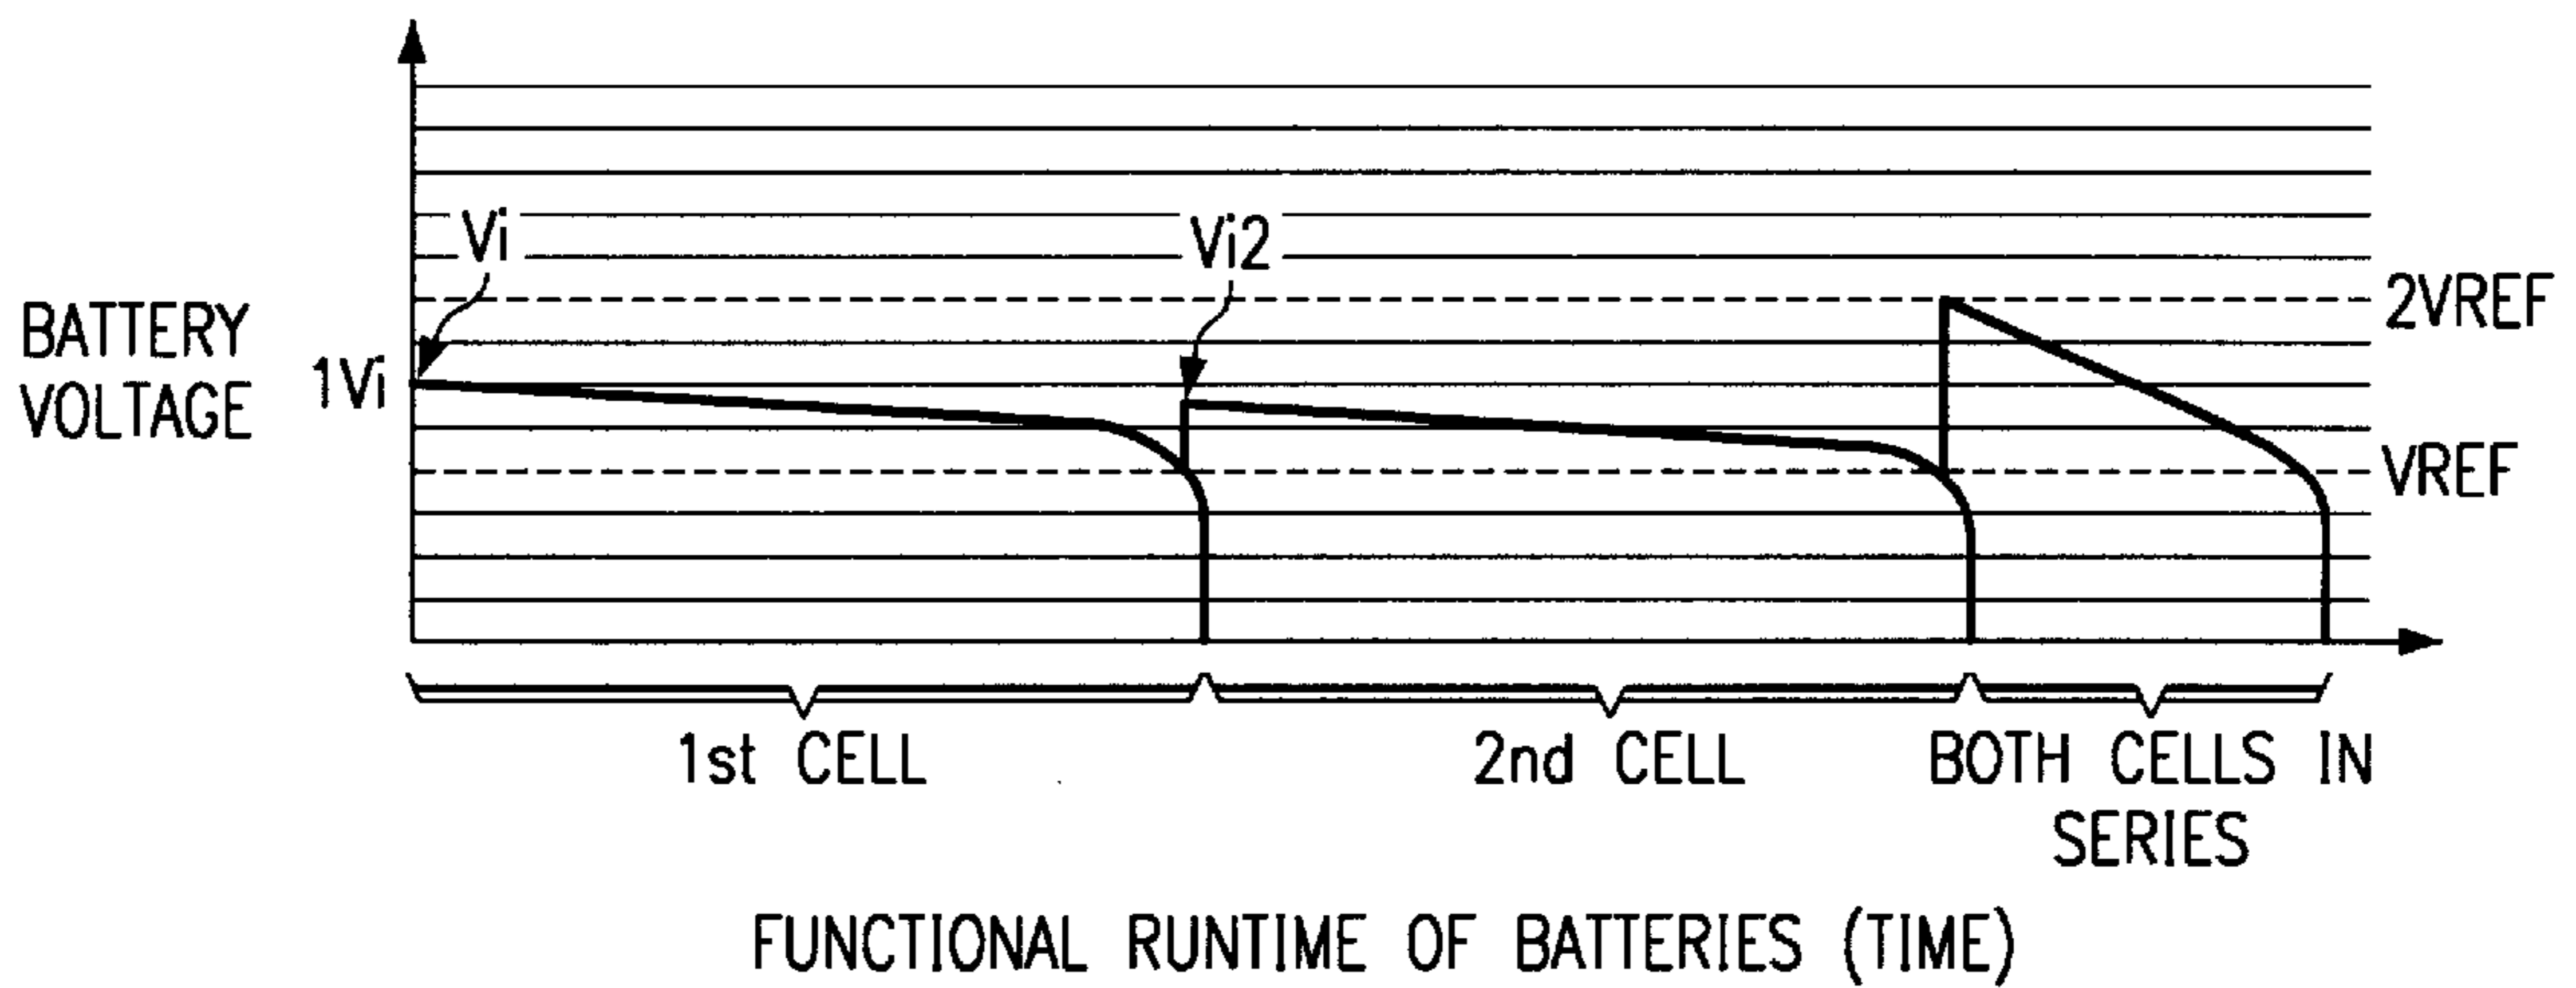 Vi
Vi2
2VREF
BATTERY
VOLTAGE
1Vi
VREF
1st CELL
2nd CELL
BOTH CELLS IN
SERIES
FUNCTIONAL RUNTIME OF BATTERIES (TIME)